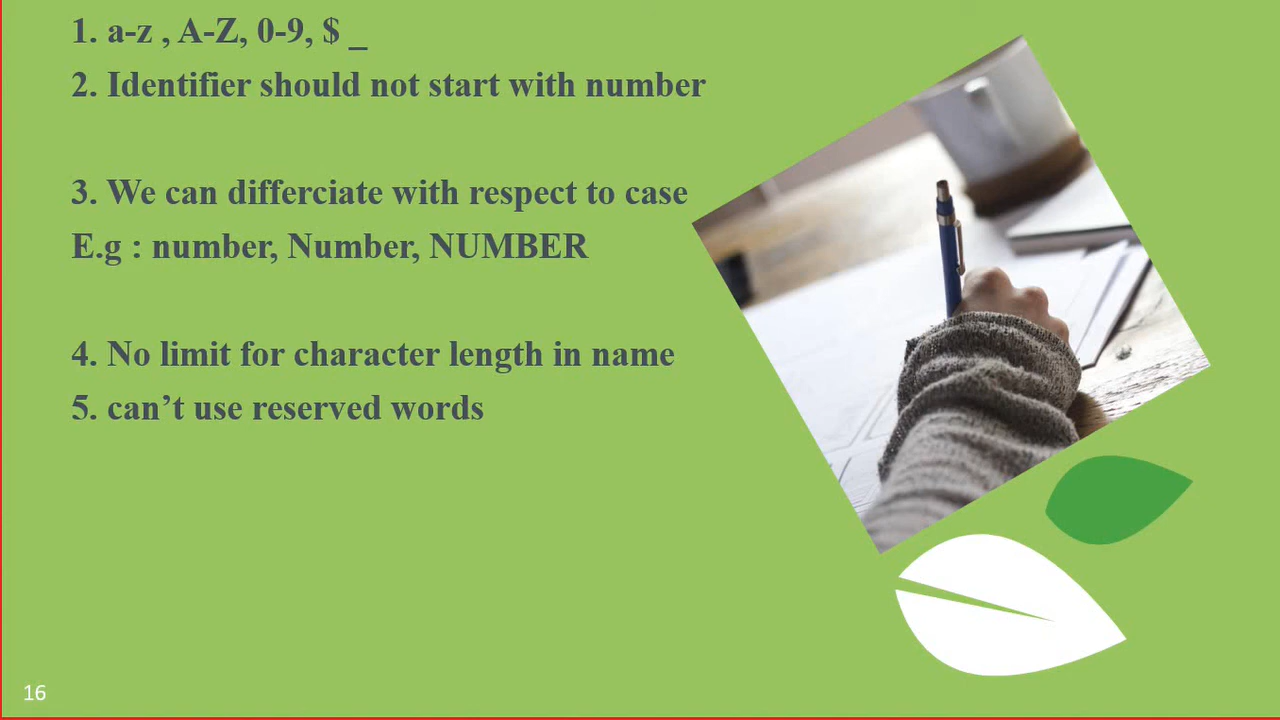 1. a-z , A-Z, 0-9, $ _
2. Identifier should not start with number
3. We can differciate with respect to case
E.g : number, Number, NUMBER
4. No limit for character length in name
5. can’t use reserved words
16